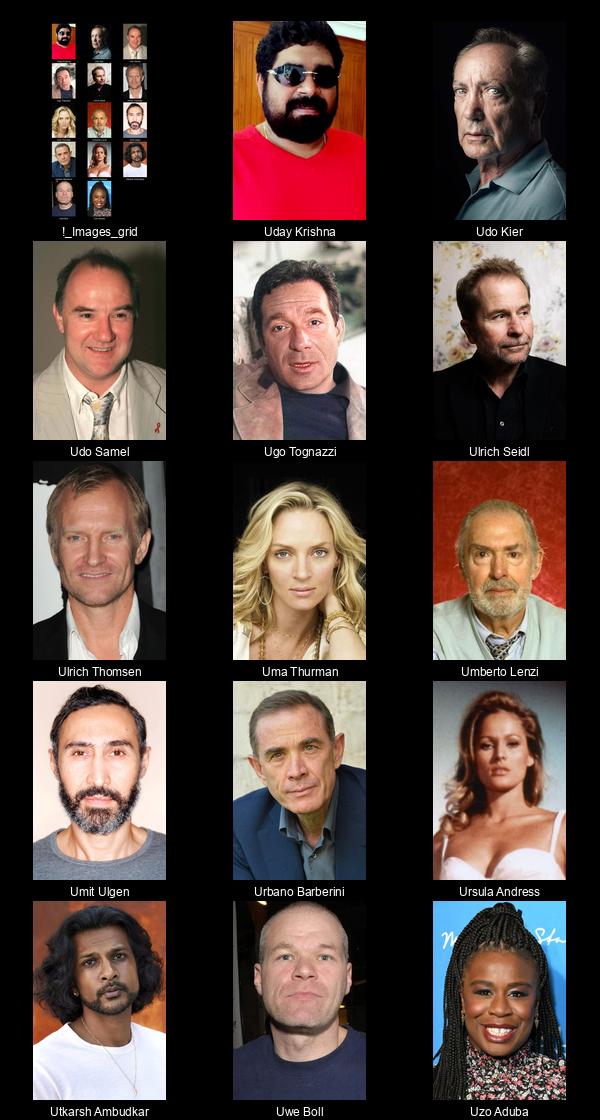 !_Images_grid
Uday Krishna
Udo Kier
Udo Samel
Ugo Tognazzi
Ulrich Seidl
Ulrich Thomsen
Uma Thurman
Umberto Lenzi
Umit Ulgen
Urbano Barberini
Ursula Andress
Utkarsh Ambudkar
Uwe Boll
Uzo Aduba